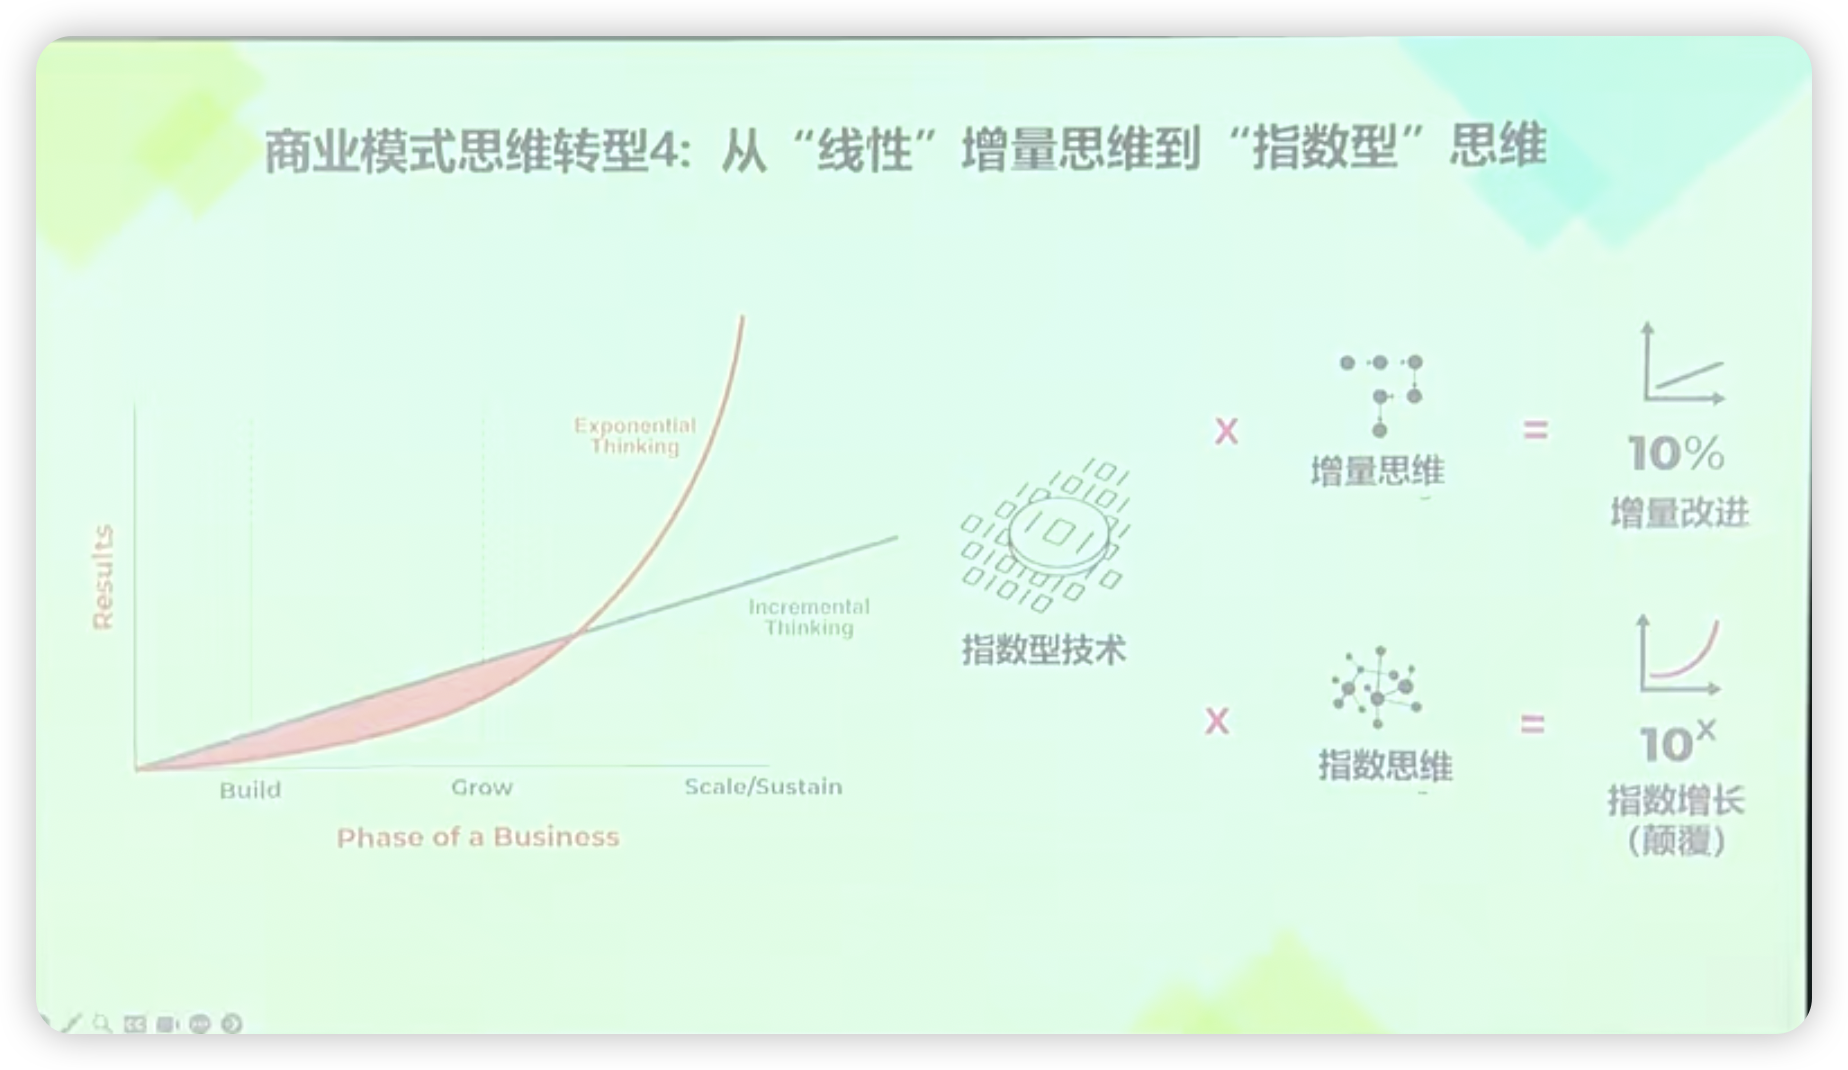 商业模式思维转型4：从“线性”增量思维到“指数型”思维
Exponential
Thinking
Results
Incremental
Thinking
Build
Grow
Scale/Sustain
Phase of a Business
指数型技术
x
增量思维
=
10%
增量改进
x
指数思维
=
10x
指数增长
（颠覆）